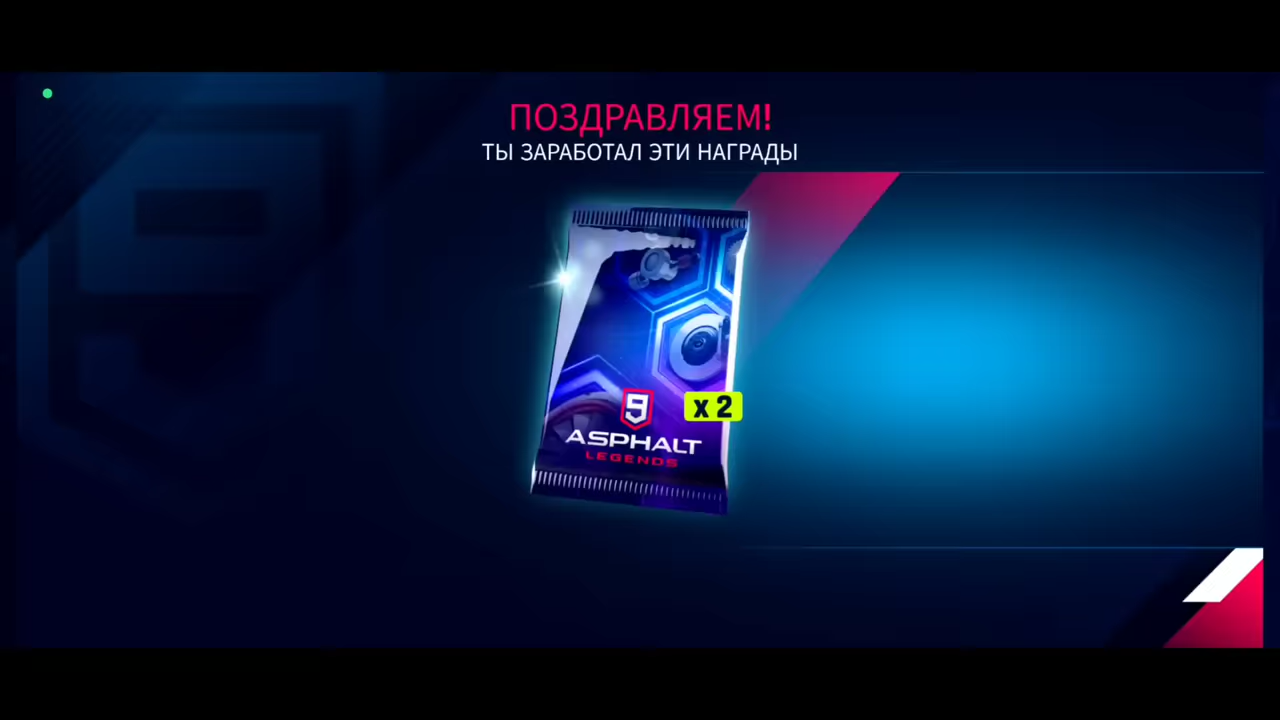 ПОЗДРАВЛЯЕМ!
ТЫ ЗАРАБОТАЛ ЭТИ НАГРАДЫ
9
x 2
ASPHALT
LEGENDS